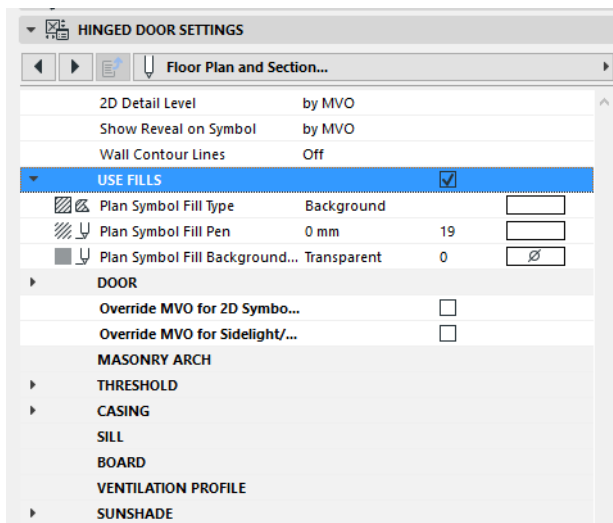 HINGED DOOR SETTINGS
Floor Plan and Section...
2D Detail Level by MVO
Show Reveal on Symbol by MVO
Wall Contour Lines Off
USE FILLS
Plan Symbol Fill Type Background
Plan Symbol Fill Pen 0 mm 19
Plan Symbol Fill Background... Transparent 0
DOOR
Override MVO for 2D Symbo...
Override MVO for Sidelight/...
MASONRY ARCH
THRESHOLD
CASING
SILL
BOARD
VENTILATION PROFILE
SUNSHADE